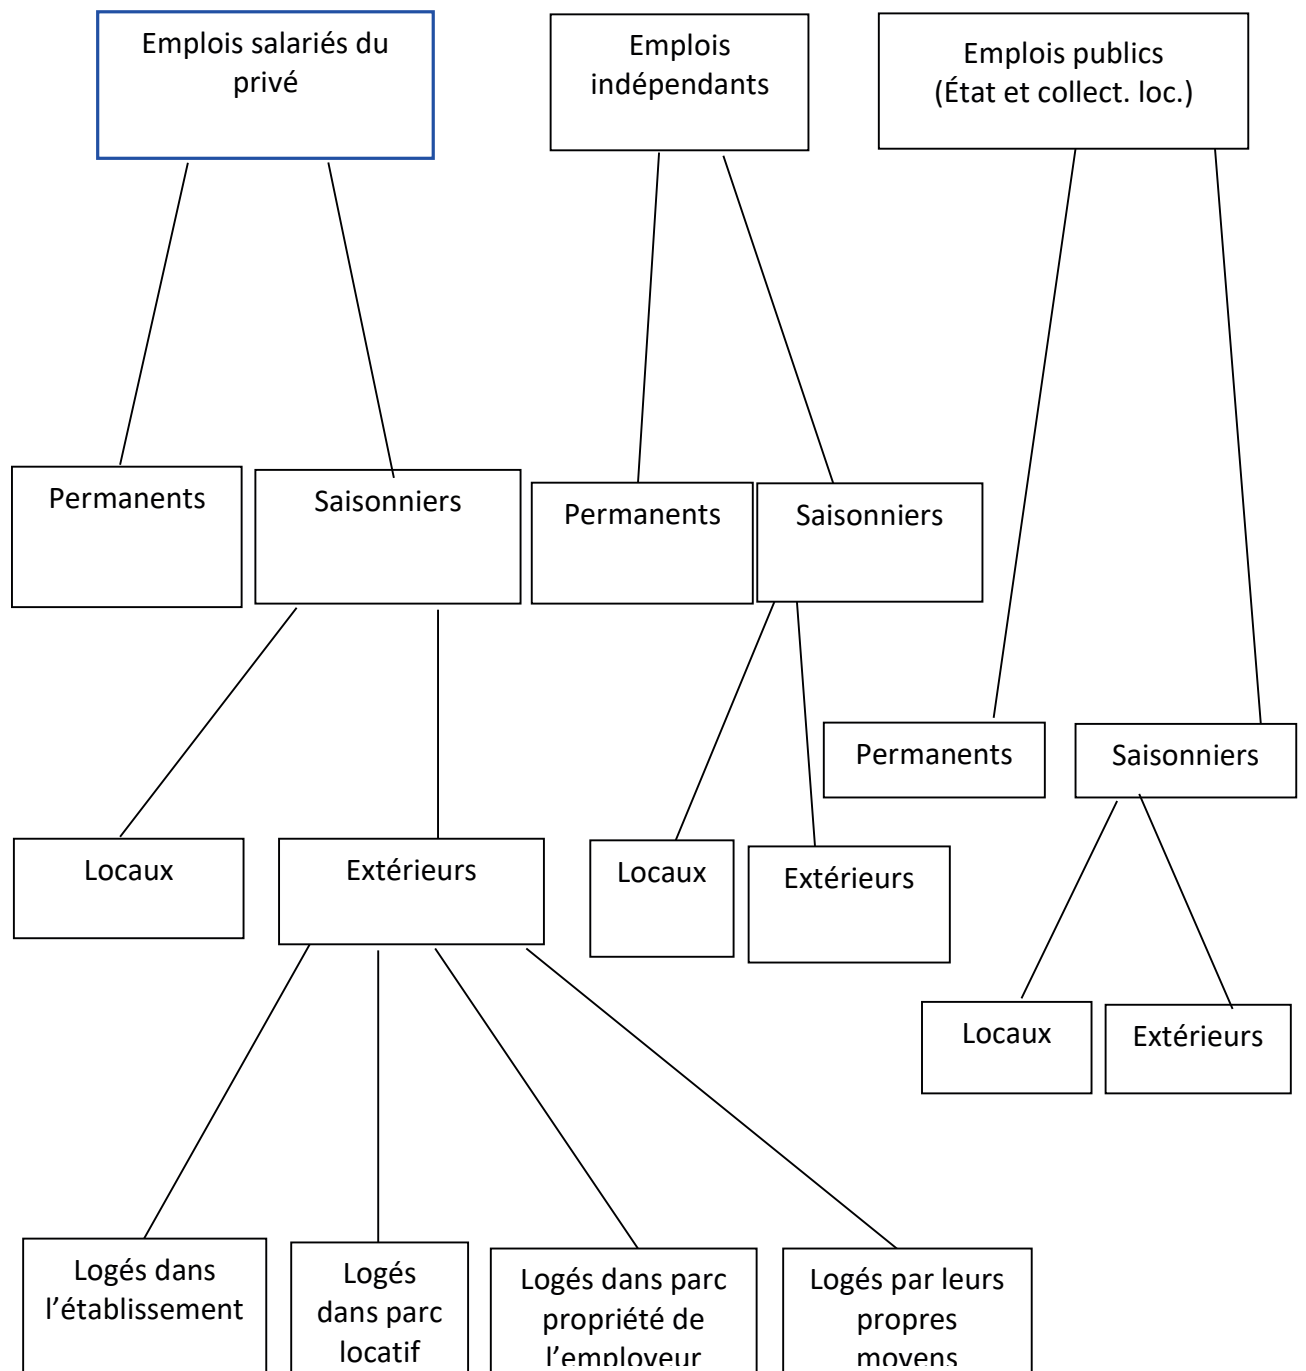 Emplois salariés du
privé
Emplois
indépendants
Emplois publics
(État et collect. loc.)
Permanents
Saisonniers
Permanents
Saisonniers
Permanents
Saisonniers
Locaux
Extérieurs
Locaux
Extérieurs
Locaux
Extérieurs
Logés dans
l'établissement
Logés
dans parc
locatif
Logés dans parc
propriété de
l'employeur
Logés par leurs
propres
moyens